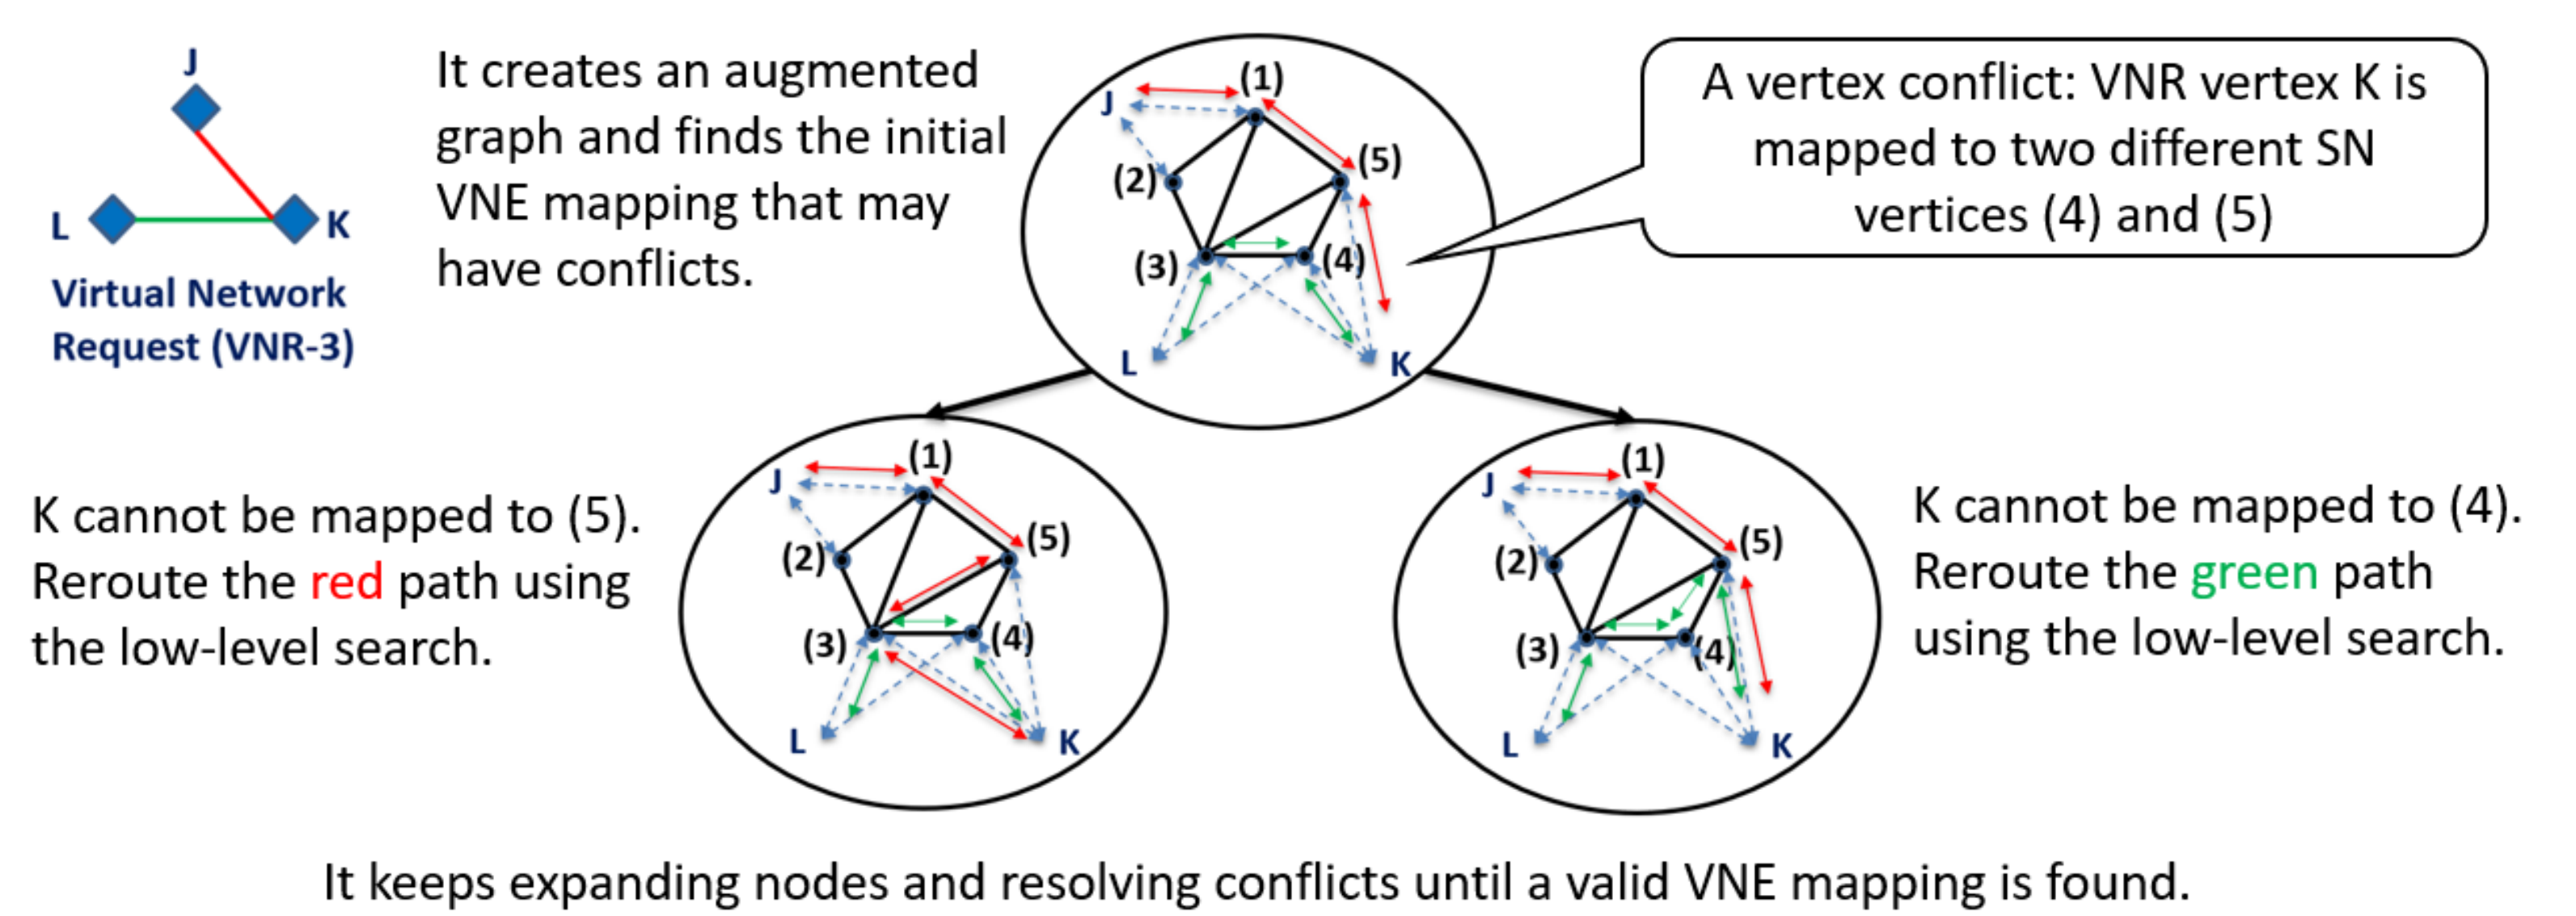 J
L
K
Virtual Network
Request (VNR-3)
It creates an augmented
graph and finds the initial
VNE mapping that may
have conflicts.
J
(1)
(2)
(5)
(3)
(4)
L
K
A vertex conflict: VNR vertex K is
mapped to two different SN
vertices (4) and (5)
K cannot be mapped to (5).
Reroute the red path using
the low-level search.
J
(1)
(2)
(5)
(3)
(4)
L
K
J
(1)
(2)
(5)
(3)
(4)
L
K
K cannot be mapped to (4).
Reroute the green path
using the low-level search.
It keeps expanding nodes and resolving conflicts until a valid VNE mapping is found.